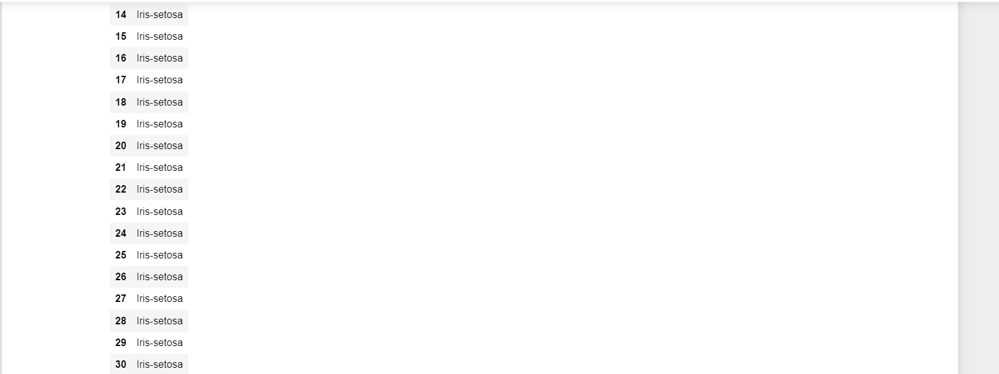 14 Iris-setosa
15 Iris-setosa
16 Iris-setosa
17 Iris-setosa
18 Iris-setosa
19 Iris-setosa
20 Iris-setosa
21 Iris-setosa
22 Iris-setosa
23 Iris-setosa
24 Iris-setosa
25 Iris-setosa
26 Iris-setosa
27 Iris-setosa
28 Iris-setosa
29 Iris-setosa
30 Iris-setosa